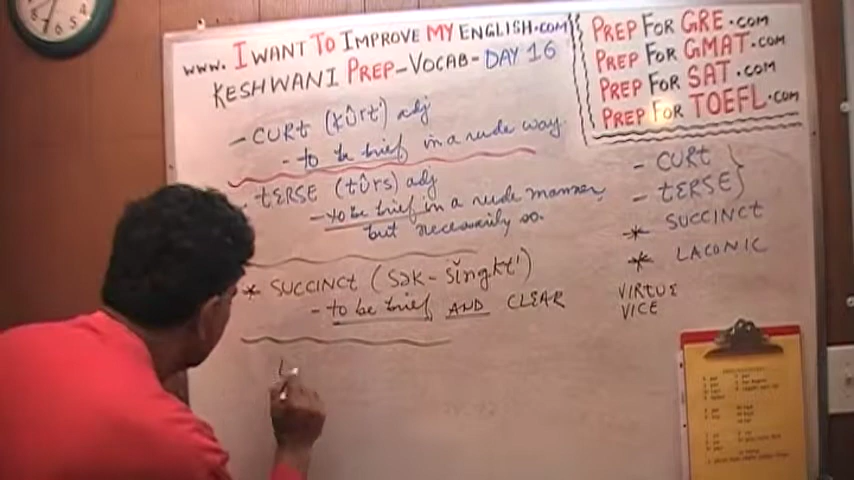 www. I WANT TO IMPROVE MY ENGLISH.COM
KESHWANI PREP-VOCAB-DAY 16
PREP FOR GRE.COM
PREP FOR GMAT.COM
PREP FOR SAT.COM
PREP FOR TOEFL.COM
- CURT (kûrt) adj
- to be brief in a rude way.
- TERSE (tûrs) adj
- to be brief in a rude manner,
but necessarily so.
* SUCCINCT (Sək-sĭngkt')
- to be brief AND CLEAR
- CURT
- TERSE
* SUCCINCT
* LACONIC
VIRTUE
VICE
L